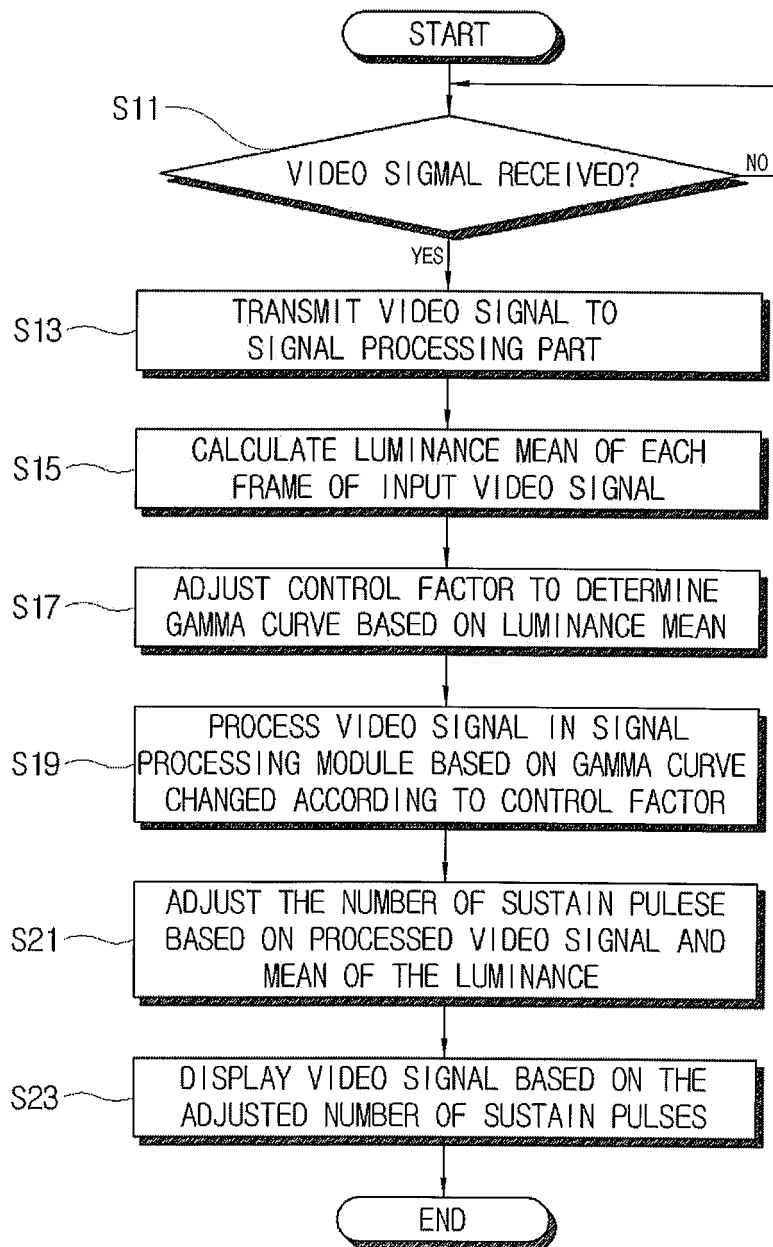 START
S11
VIDEO SIGMAL RECEIVED?
NO
YES
S13
TRANSMIT VIDEO SIGNAL TO
SIGNAL PROCESSING PART
S15
CALCULATE LUMINANCE MEAN OF EACH
FRAME OF INPUT VIDEO SIGNAL
S17
ADJUST CONTROL FACTOR TO DETERMINE
GAMMA CURVE BASED ON LUMINANCE MEAN
S19
PROCESS VIDEO SIGNAL IN SIGNAL
PROCESSING MODULE BASED ON GAMMA CURVE
CHANGED ACCORDING TO CONTROL FACTOR
S21
ADJUST THE NUMBER OF SUSTAIN PULESE
BASED ON PROCESSED VIDEO SIGNAL AND
MEAN OF THE LUMINANCE
S23
DISPLAY VIDEO SIGNAL BASED ON THE
ADJUSTED NUMBER OF SUSTAIN PULSES
END